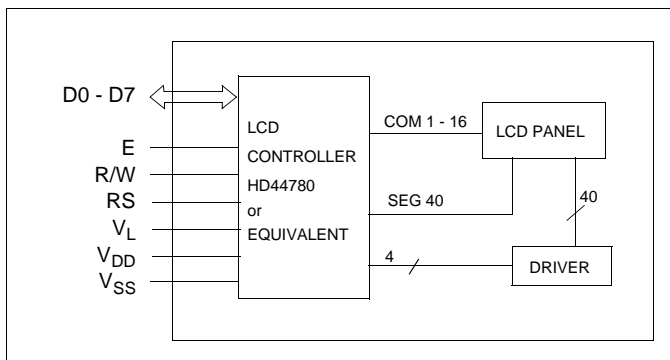 D0 - D7
E
R/W
RS
VL
VDD
VSS
LCD
CONTROLLER
HD44780
or
EQUIVALENT
COM 1 - 16
SEG 40
4
LCD PANEL
40
DRIVER